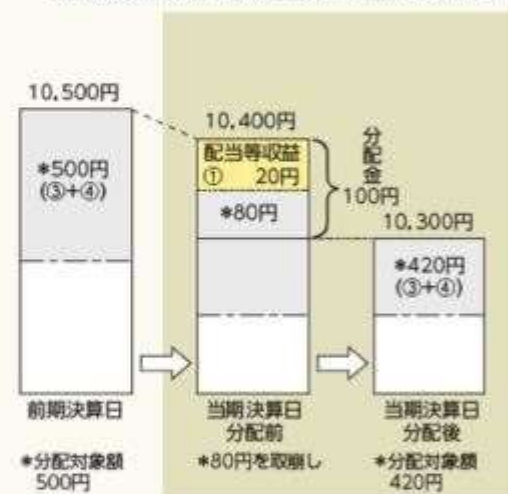 10,500円
*500円
(③+④)
前期決算日
*分配対象額
500円
10,400円
配当等収益
① 20円
*80円
分配金
100円
当期決算日
分配前
*80円を取崩し
10,300円
*420円
(③+④)
当期決算日
分配後
*分配対象額
420円